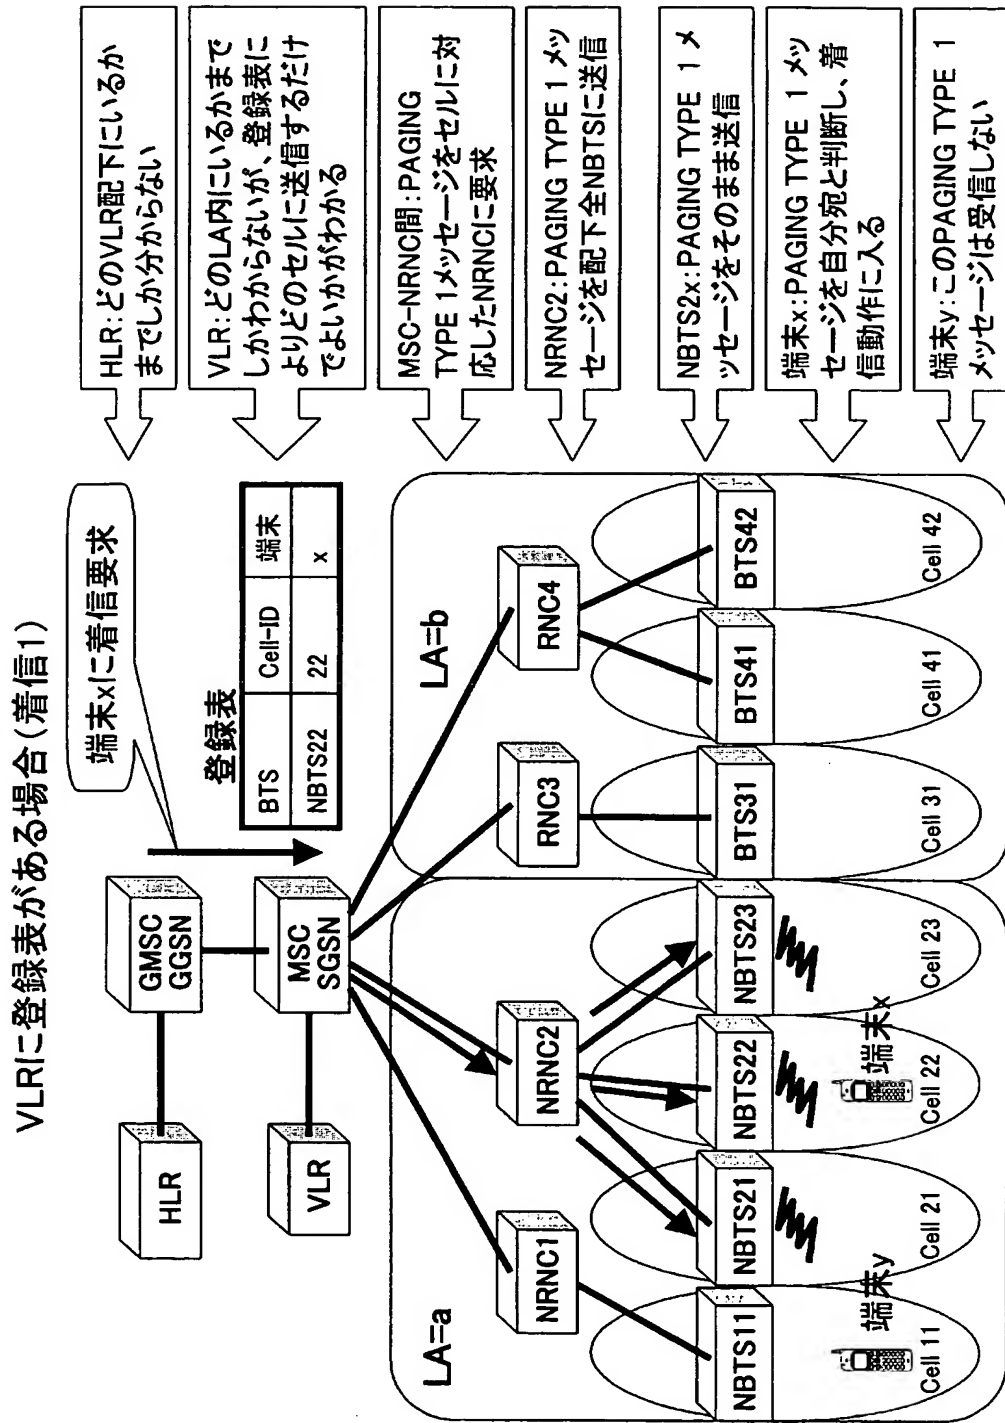 VLRに登録表がある場合(着信1)
端末xに着信要求
登録表
BTS Cell-ID 端末
NBTS22 22 x
HLR
GMSC
GGSN
VLR
MSC
SGSN
LA=a
LA=b
NRNC1
NRNC2
RNC3
RNC4
NBTS11
NBTS21
NBTS22
NBTS23
BTS31
BTS41
BTS42
端末y
端末x
Cell 11
Cell 21
Cell 22
Cell 23
Cell 31
Cell 41
Cell 42
HLR:どのVLR配下にいるか
までしか分からない
VLR:どのLA内にいるかまで
しかわからないが、登録表に
よりどのセルに送信するだけ
でよいかがわかる
MSC-NRNC間:PAGING
TYPE 1メッセージをセルに対
応したNRNCに要求
NRNC2:PAGING TYPE 1 メッ
セージを配下全NBTSに送信
NBTS2x:PAGING TYPE 1 メ
ッセージをそのまま送信
端末x:PAGING TYPE 1 メッ
セージを自分宛と判断し、着
信動作に入る
端末y:このPAGING TYPE 1
メッセージは受信しない